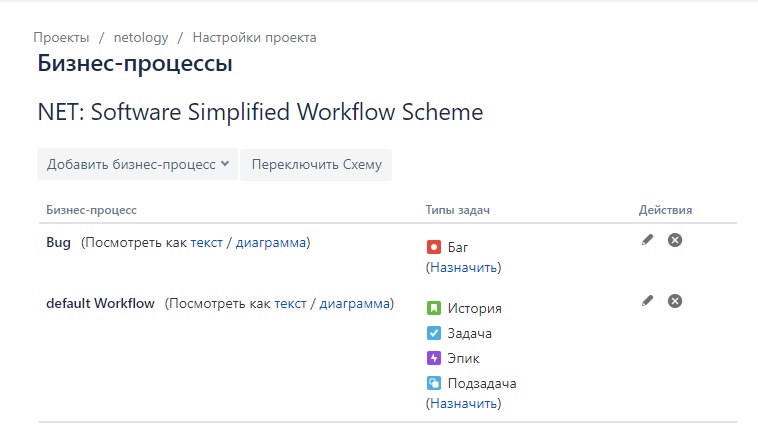 Проекты / netology / Настройки проекта
Бизнес-процессы
NET: Software Simplified Workflow Scheme
Добавить бизнес-процесс Переключить Схему
Бизнес-процесс Типы задач Действия
Bug (Посмотреть как текст / диаграмма) Баг
(Назначить)
default Workflow (Посмотреть как текст / диаграмма) История
Задача
Эпик
Подзадача
(Назначить)